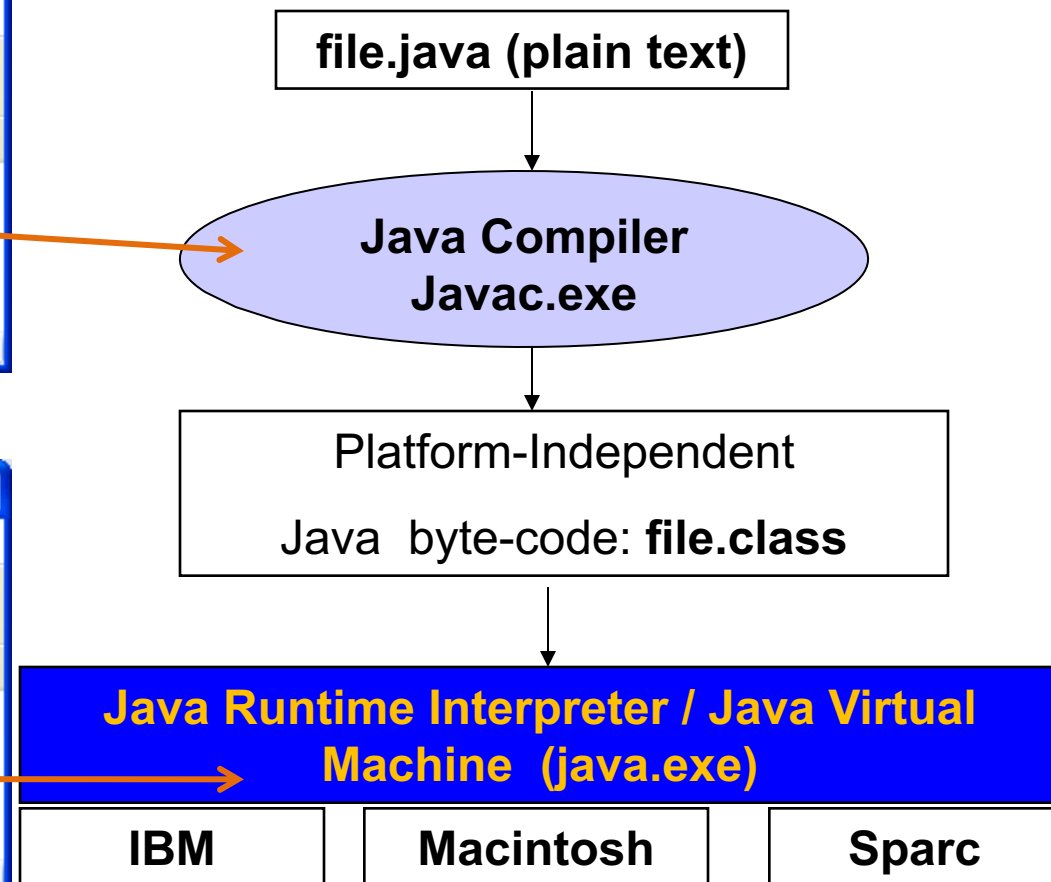 file.java (plain text)
Java Compiler
Javac.exe
Platform-Independent
Java byte-code: file.class
Java Runtime Interpreter / Java Virtual
Machine (java.exe)
IBM
Macintosh
Sparc